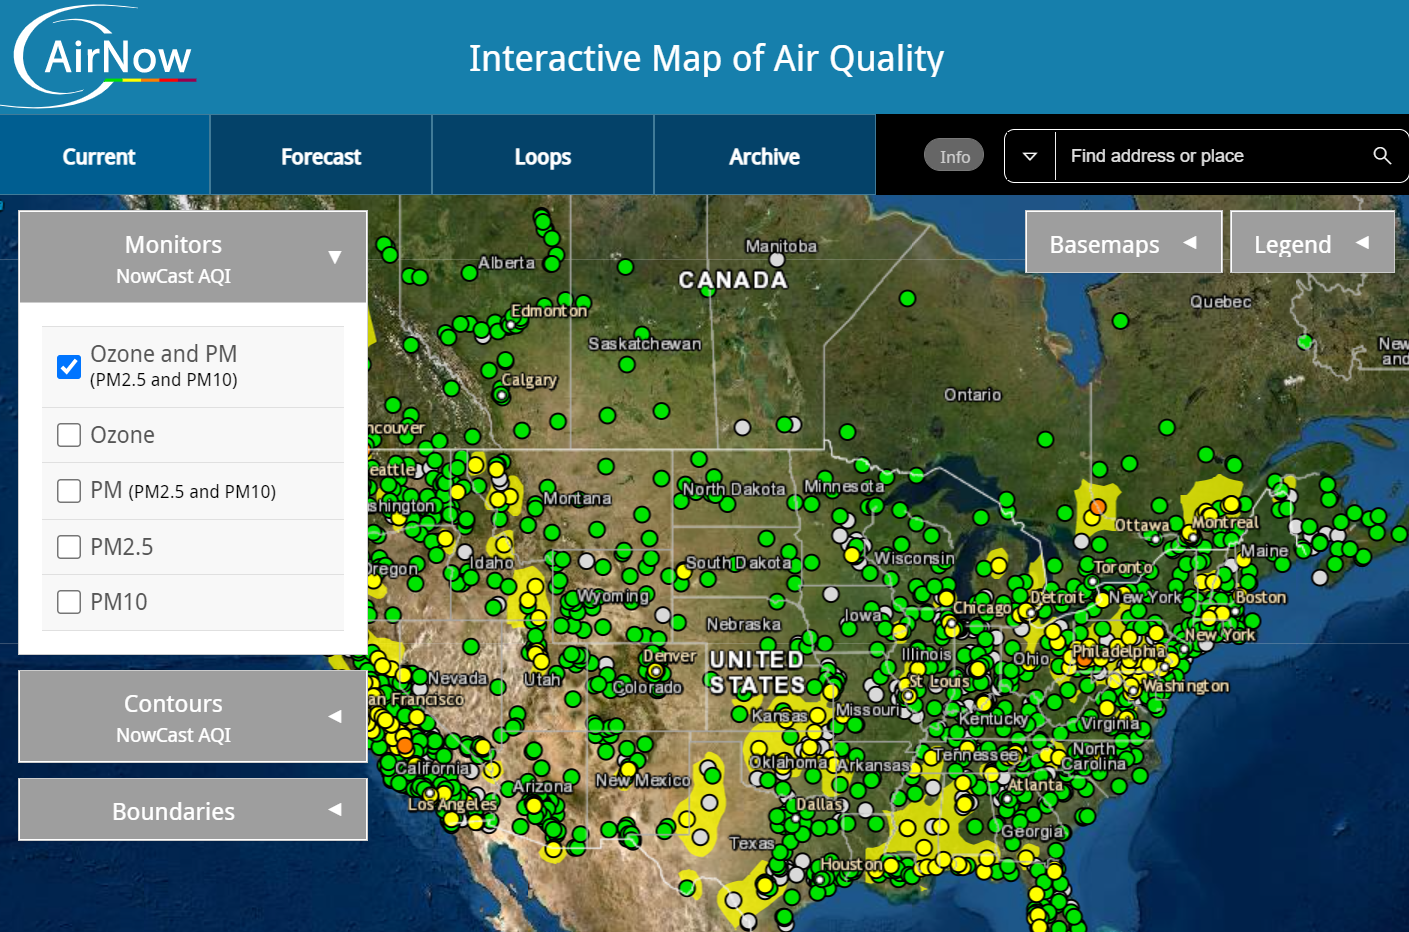 AirNow
Interactive Map of Air Quality
Current
Forecast
Loops
Archive
Info
Find address or place
Monitors
NowCast AQI
Ozone and PM
(PM2.5 and PM10)
Ozone
PM (PM2.5 and PM10)
PM2.5
PM10
Contours
NowCast AQI
Boundaries
Basemaps
Legend
Manitoba
Alberta
CANADA
Quebec
Edmonton
Saskatchewan
New
and
Calgary
Ontario
ncouver
eattle
North Dakota
Minnesota
Montana
shington
Ottawa
Montreal
Maine
Wisconsin
Idaho
South Dakota
regon
Toronto
Wyoming
Detroit
New York
Boston
Chicago
Iowa
Nebraska
New York
Philadelphia
Denver
UNITED
STATES
Illinois
Ohio
Nevada
Utah
Colorado
St Louis
Washington
an Francisco
Kansas
Missouri
Kentucky
Virginia
North
Carolina
Tennessee
California
Oklahoma
Arkansas
Arizona
New Mexico
Atlanta
Los Angeles
Dallas
Georgia
Texas
Houston